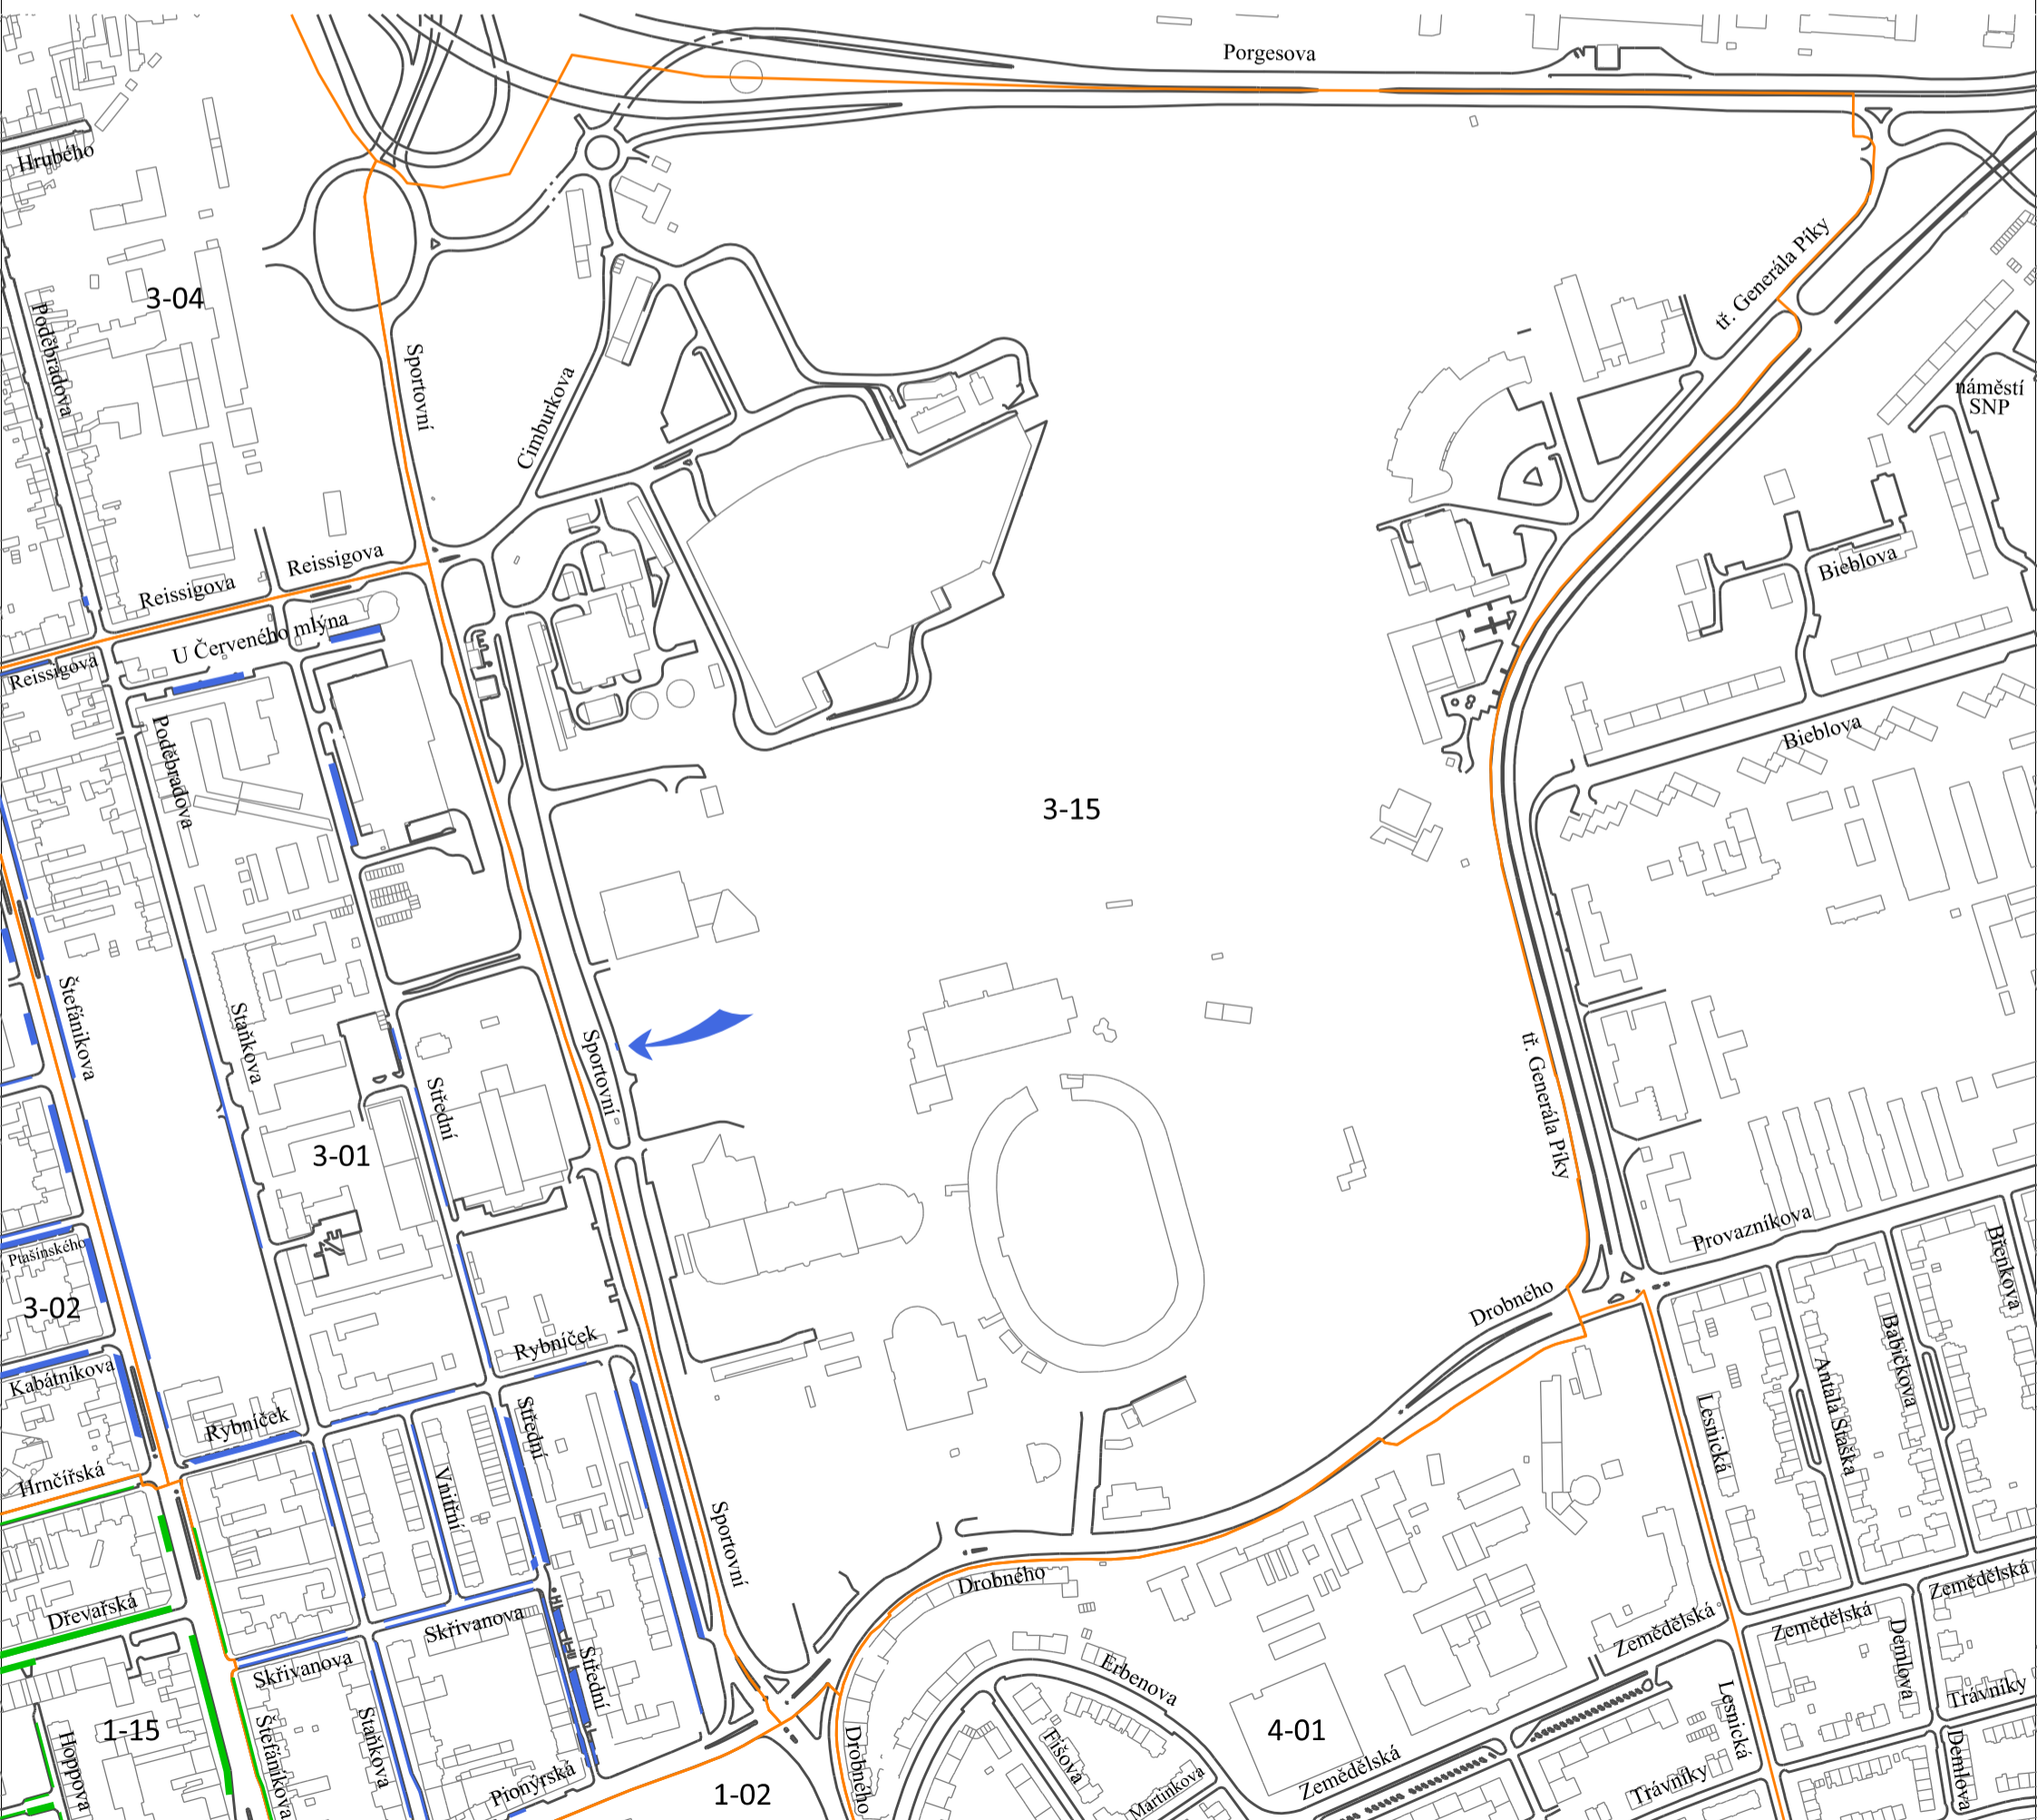 Porgesova
Hrubého
tř. Generála Píky
3-04
Poděbradova
Sportovní
Cimburkova
náměstí
SNP
Reissigova
Reissigova
Bieblova
U Červeného mlýna
Reissigova
Poděbradova
Bieblova
3-15
Štefánikova
Staňkova
Sportovní
Střední
tř. Generála Píky
3-01
Provazníkova
Ptašínského
Břenkova
3-02
Drobného
Rybníček
Babičkova
Kabátníkova
Antala Staška
Lesnická
Rybníček
Střední
Hrnčířská
Vnitřní
Sportovní
Drobného
Zemědělská
Dřevařská
Skřivanova
Zemědělská
Zemědělská
Skřivanova
Střední
Erbenova
Demlova
Trávníky
1-15
Hoppova
Štefánikova
Staňkova
Pionýrská
1-02
Drobného
Fišova
Martinkova
4-01
Zemědělská
Lesnická
Trávníky
Demlova